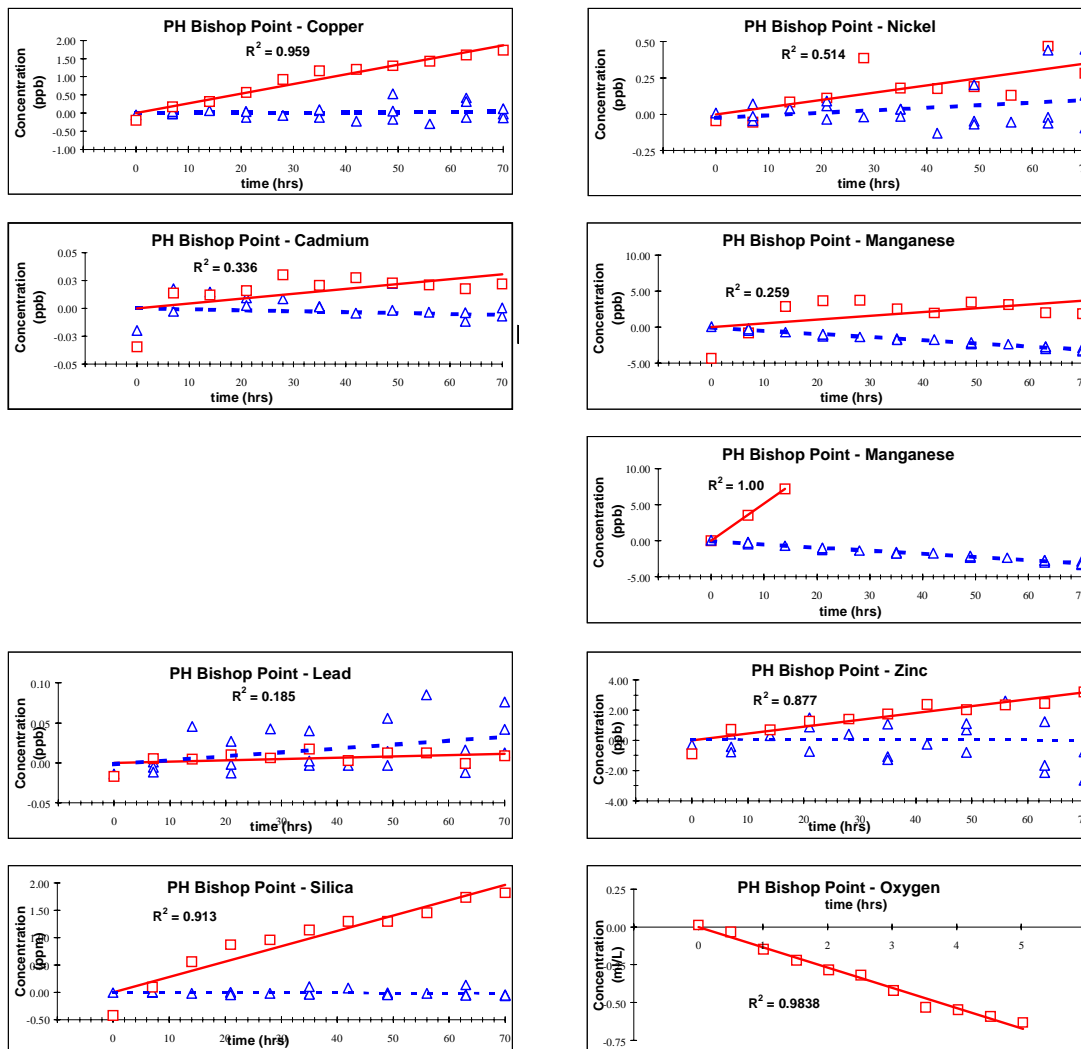 PH Bishop Point - Copper
R² = 0.959
Concentration
(ppb)
2.00
1.50
1.00
0.50
0.00
-0.50
-1.00
0 10 20 30 40 50 60 70
time (hrs)
PH Bishop Point - Nickel
R² = 0.514
Concentration
(ppb)
0.50
0.25
0.00
-0.25
0 10 20 30 40 50 60
time (hrs)
PH Bishop Point - Cadmium
R² = 0.336
Concentration
(ppb)
0.05
0.03
0.00
-0.03
-0.05
0 10 20 30 40 50 60 70
time (hrs)
PH Bishop Point - Manganese
R² = 0.259
Concentration
(ppb)
10.00
5.00
0.00
-5.00
0 10 20 30 40 50 60
time (hrs)
PH Bishop Point - Manganese
R² = 1.00
Concentration
(ppb)
10.00
5.00
0.00
-5.00
0 10 20 30 40 50 60
time (hrs)
PH Bishop Point - Lead
R² = 0.185
Concentration
(ppb)
0.10
0.05
0.00
-0.05
0 10 20 30 40 50 60 70
time (hrs)
PH Bishop Point - Zinc
R² = 0.877
Concentration
(ppb)
4.00
2.00
0.00
-2.00
-4.00
0 10 20 30 40 50 60
time (hrs)
PH Bishop Point - Silica
R² = 0.913
Concentration
(ppm)
2.00
1.50
1.00
0.50
0.00
-0.50
0 10 20 30 40 50 60 70
time (hrs)
PH Bishop Point - Oxygen
time (hrs)
Concentration
0.25
0.00
-0.25
-0.50
-0.75
0 1 2 3 4 5
R² = 0.9838